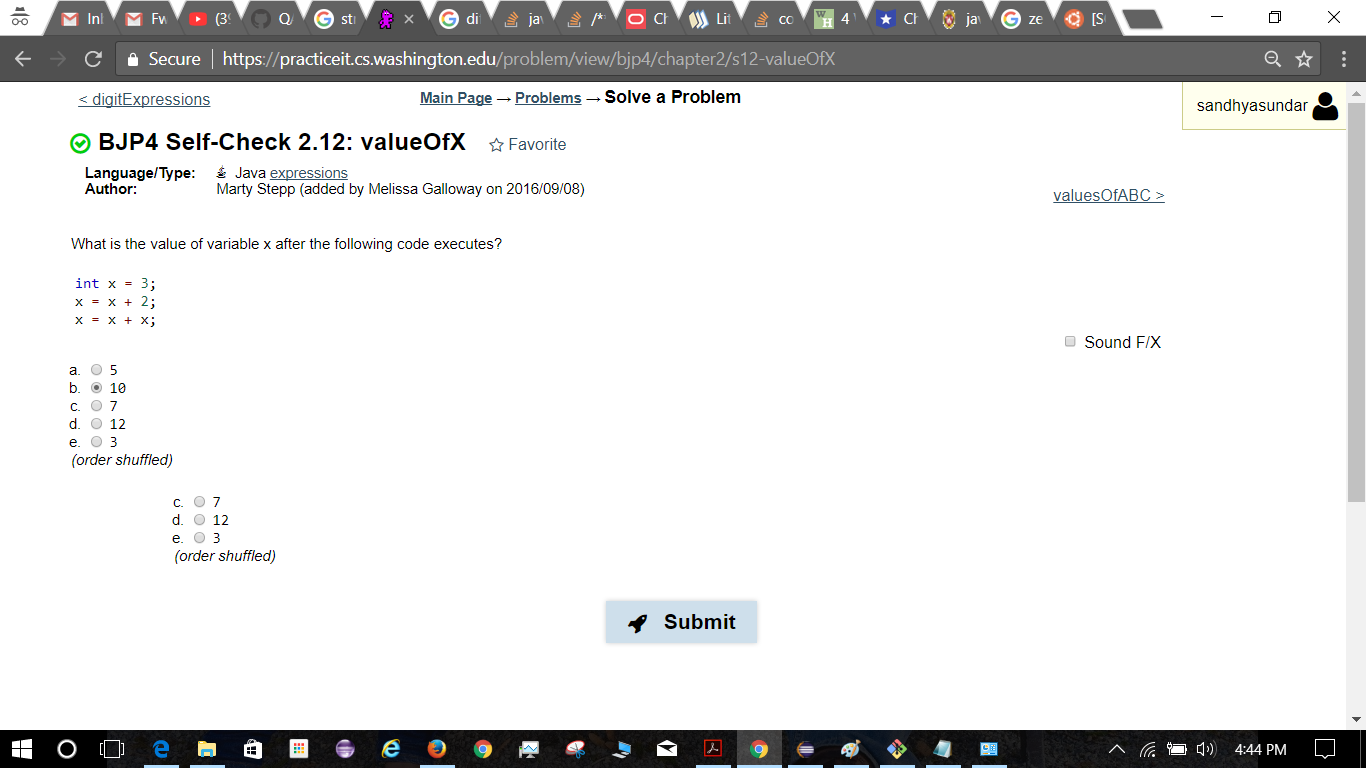 InI
Fw
(39
Q/
sti
di
jav
/*
Cł
Lit
co
4
Cł
ja
ze
[S
Secure https://practiceit.cs.washington.edu/problem/view/bjp4/chapter2/s12-valueOfX
< digitExpressions
Main Page → Problems → Solve a Problem
sandhyasundar
BJP4 Self-Check 2.12: valueOfX
Favorite
Language/Type: Java expressions
Author: Marty Stepp (added by Melissa Galloway on 2016/09/08)
valuesOfABC >
What is the value of variable x after the following code executes?
int x = 3;
x = x + 2;
x = x + x;
Sound F/X
a. 5
b. 10
c. 7
d. 12
e. 3
(order shuffled)
c. 7
d. 12
e. 3
(order shuffled)
Submit
4:44 PM